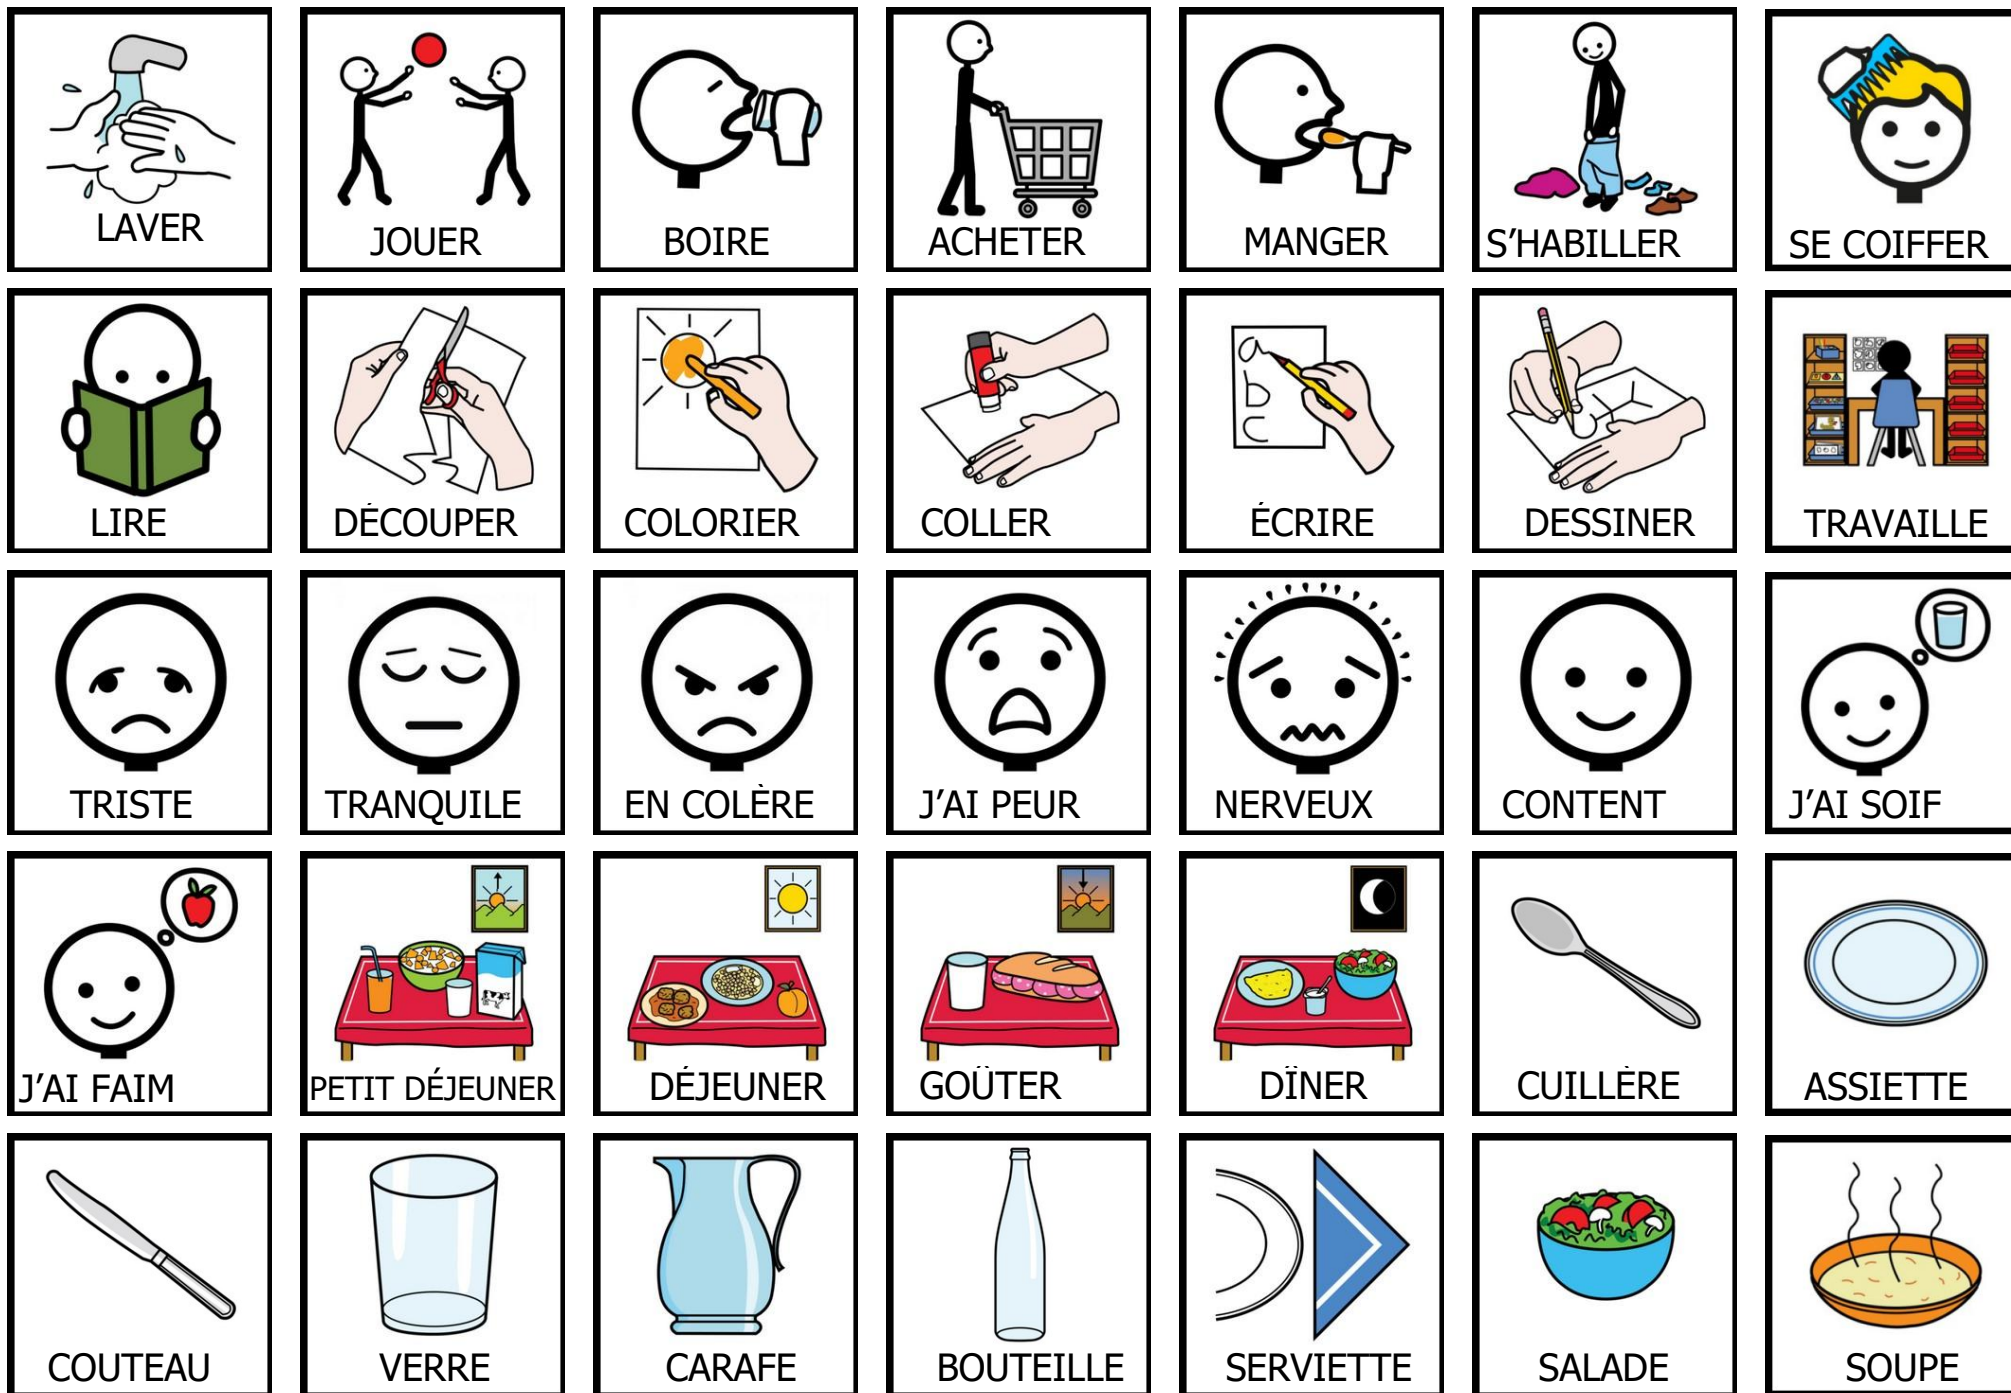 LAVER
JOUER
BOIRE
ACHETER
MANGER
S'HABILLER
SE COIFFER
LIRE
DÉCOUPER
COLORIER
COLLER
ÉCRIRE
DESSINER
TRAVAILLE
TRISTE
TRANQUILE
EN COLÈRE
J'AI PEUR
NERVEUX
CONTENT
J'AI SOIF
J'AI FAIM
PETIT DÉJEUNER
DÉJEUNER
GOÛTER
DÎNER
CUILLÈRE
ASSIETTE
COUTEAU
VERRE
CARAFE
BOUTEILLE
SERVIETTE
SALADE
SOUPE